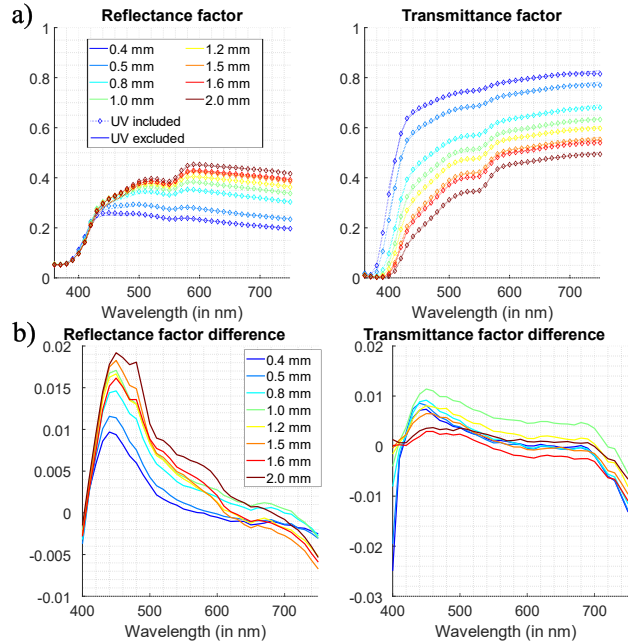 a)
Reflectance factor
Transmittance factor
1
0.8
0.6
0.4
0.2
0
0.4 mm
0.5 mm
0.8 mm
1.0 mm
1.2 mm
1.5 mm
1.6 mm
2.0 mm
UV included
UV excluded
400 500 600 700
Wavelength (in nm)
1
0.8
0.6
0.4
0.2
0
400 500 600 700
Wavelength (in nm)
b)
Reflectance factor difference
Transmittance factor difference
0.02
0.015
0.01
0.005
0
-0.005
-0.01
0.4 mm
0.5 mm
0.8 mm
1.0 mm
1.2 mm
1.5 mm
1.6 mm
2.0 mm
400 500 600 700
Wavelength (in nm)
0.03
0.02
0.01
0
-0.01
-0.02
-0.03
400 500 600 700
Wavelength (in nm)